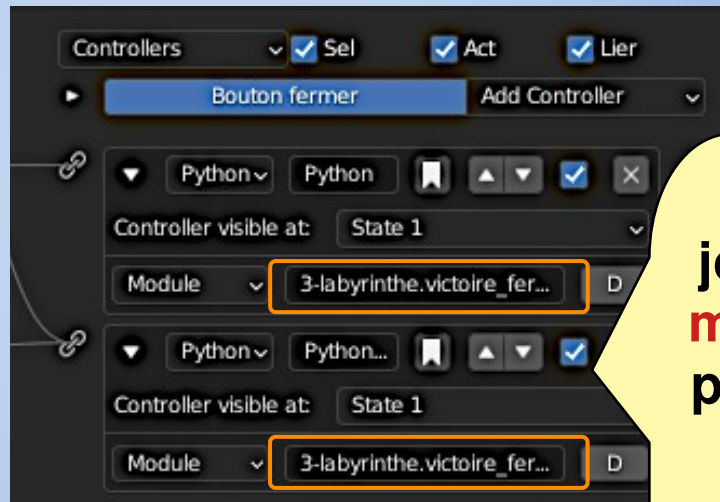 Controllers Sel Act Lier
Bouton fermer Add Controller
Python Python
Controller visible at: State 1
Module 3-labyrinthe.victoire_fer... D
Python Python...
Controller visible at: State 1
Module 3-labyrinthe.victoire_fer... D